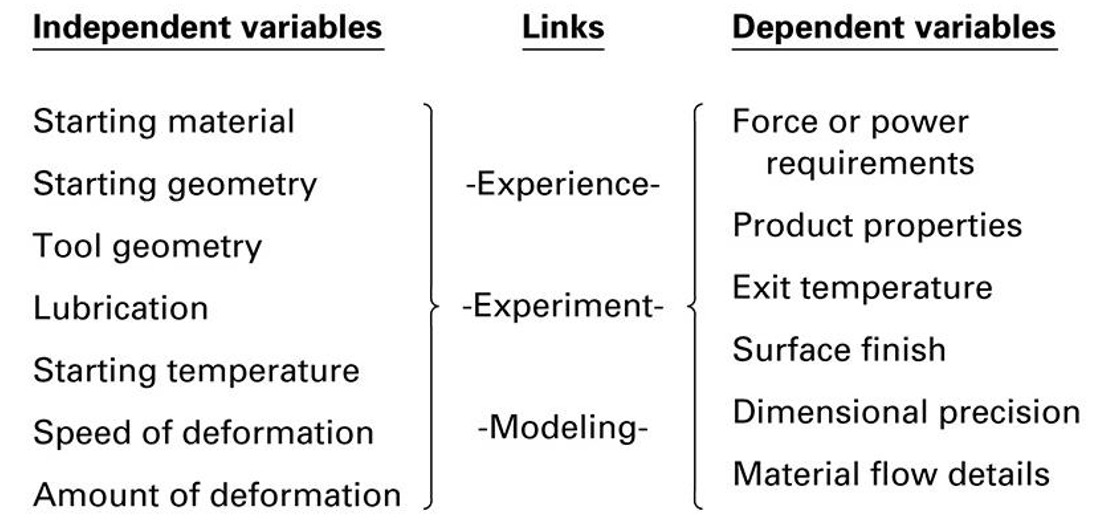 Independent variables
Starting material
Starting geometry
Tool geometry
Lubrication
Starting temperature
Speed of deformation
Amount of deformation
Links
-Experience-
-Experiment-
-Modeling-
Dependent variables
Force or power
requirements
Product properties
Exit temperature
Surface finish
Dimensional precision
Material flow details